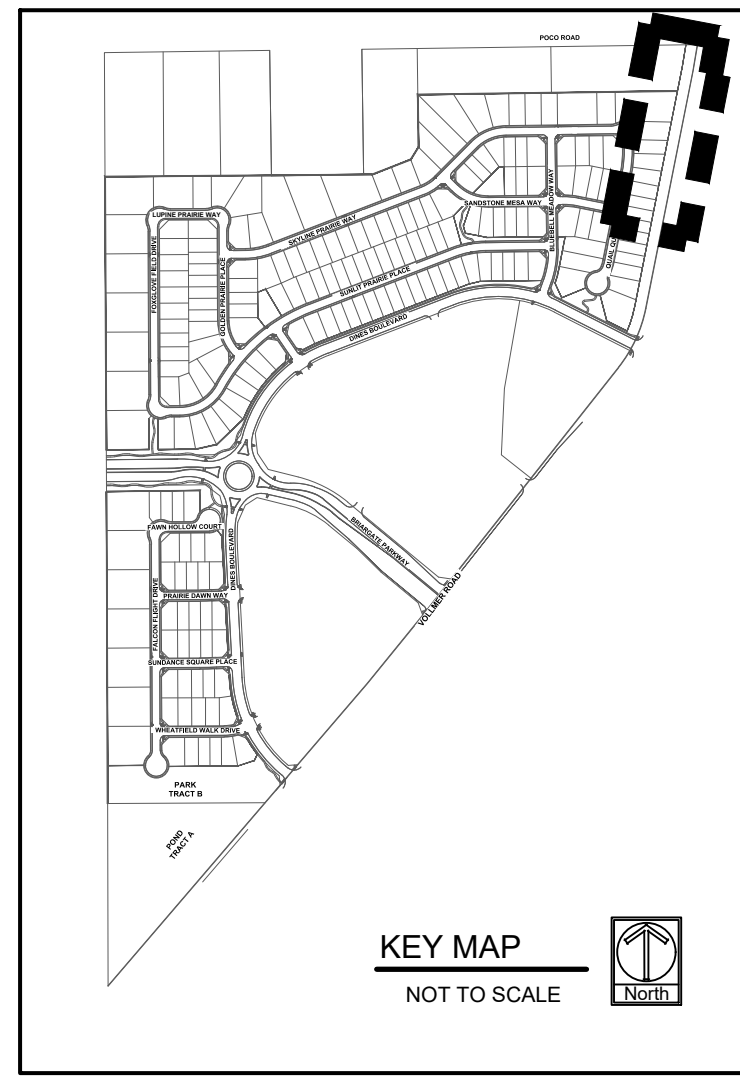 POCO ROAD
LUPINE PRAIRIE WAY
SKYLINE PRAIRIE WAY
SANDSTONE MESA WAY
BLUEBELL MEADOW WAY
FOXGLOVE FIELD DRIVE
GOLDEN PRAIRIE PLACE
SUNLIT PRAIRIE PLACE
QUAIL
DINES BOULEVARD
BRIARGATE PARKWAY
FAWN HOLLOW COURT
DINES BOULEVARD
FALCON FLIGHT DRIVE
PRAIRIE DAWN WAY
VOLLMER ROAD
SUNDANCE SQUARE PLACE
WHEATFIELD WALK DRIVE
PARK
TRACT B
POND
TRACT A
KEY MAP
NOT TO SCALE
North